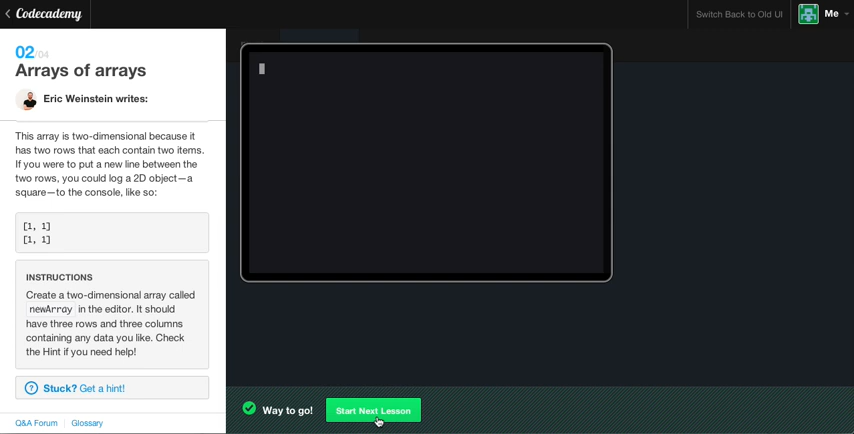 Codecademy
Switch Back to Old UI
Me
02/04
Arrays of arrays
Eric Weinstein writes:
This array is two-dimensional because it
has two rows that each contain two items.
If you were to put a new line between the
two rows, you could log a 2D object—a
square—to the console, like so:
[1, 1]
[1, 1]
INSTRUCTIONS
Create a two-dimensional array called
newArray in the editor. It should
have three rows and three columns
containing any data you like. Check
the Hint if you need help!
? Stuck? Get a hint!
Way to go!
Start Next Lesson
Q&A Forum
Glossary